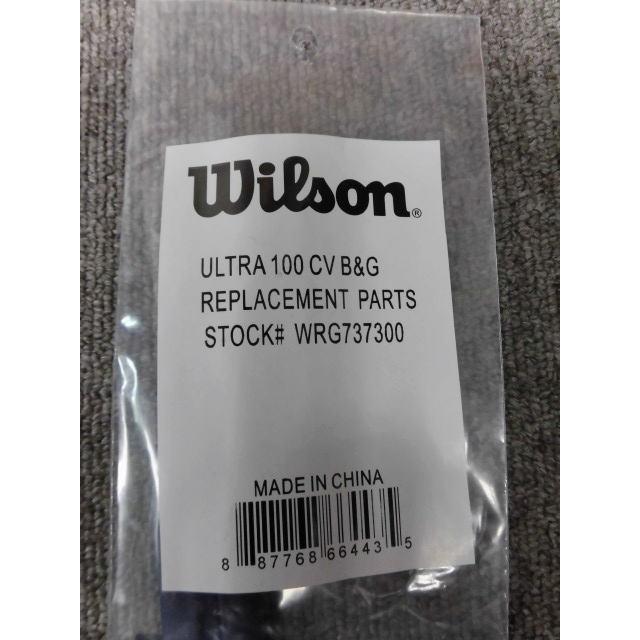 Wilson®
ULTRA 100 CV B&G
REPLACEMENT PARTS
STOCK# WRG737300
MADE IN CHINA
8 87768 66443 5